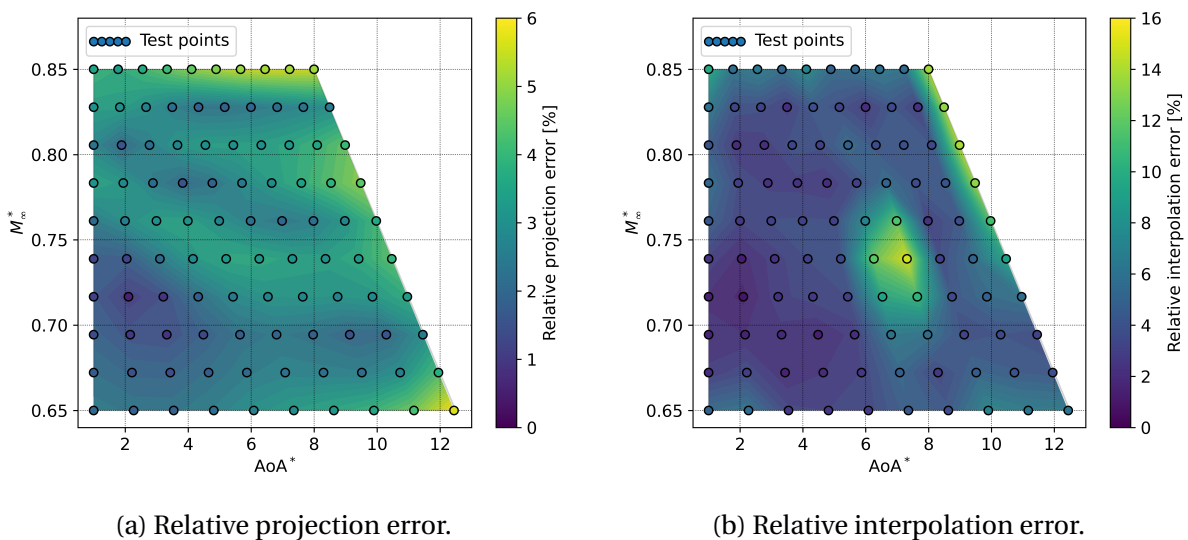 Test points
0.85
0.80
0.75
0.70
0.65
M*∞
2 4 6 8 10 12
AoA*
6
5
4
3
2
1
0
Relative projection error [%]
(a) Relative projection error.
Test points
0.85
0.80
0.75
0.70
0.65
M*∞
2 4 6 8 10 12
AoA*
16
14
12
10
8
6
4
2
0
Relative interpolation error [%]
(b) Relative interpolation error.